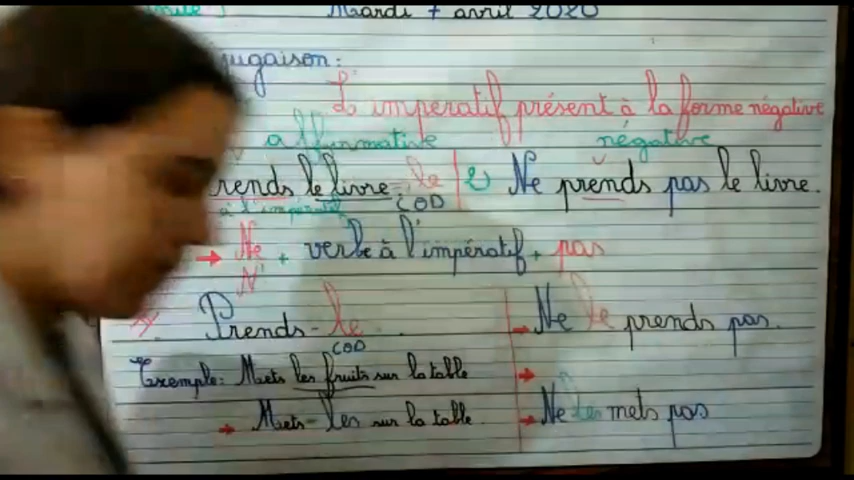 Mardi 7 avril 2020
jugaison:
L'imperatif présent à la forme négative
affirmative négative
rends le livre. le Ne prends pas le livre.
à l'impératif COD
→ Ne + verbe à l'impératif + pas
N'
Prends-le → Ne le prends pas.
COD
Exemple: Mets les fruits sur la table →
→ Mets-les sur la table. → Ne les mets pas